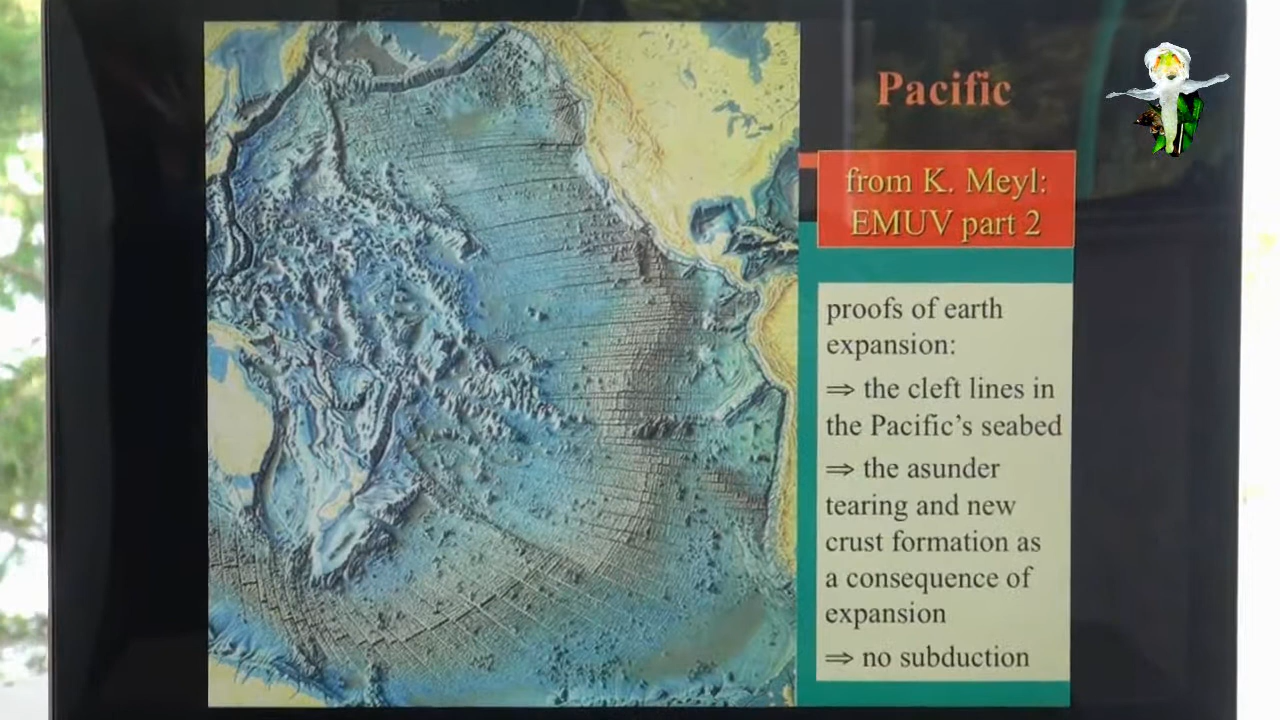 Pacific
from K. Meyl:
EMUV part 2
proofs of earth
expansion:
⇒ the cleft lines in
the Pacific's seabed
⇒ the asunder
tearing and new
crust formation as
a consequence of
expansion
⇒ no subduction